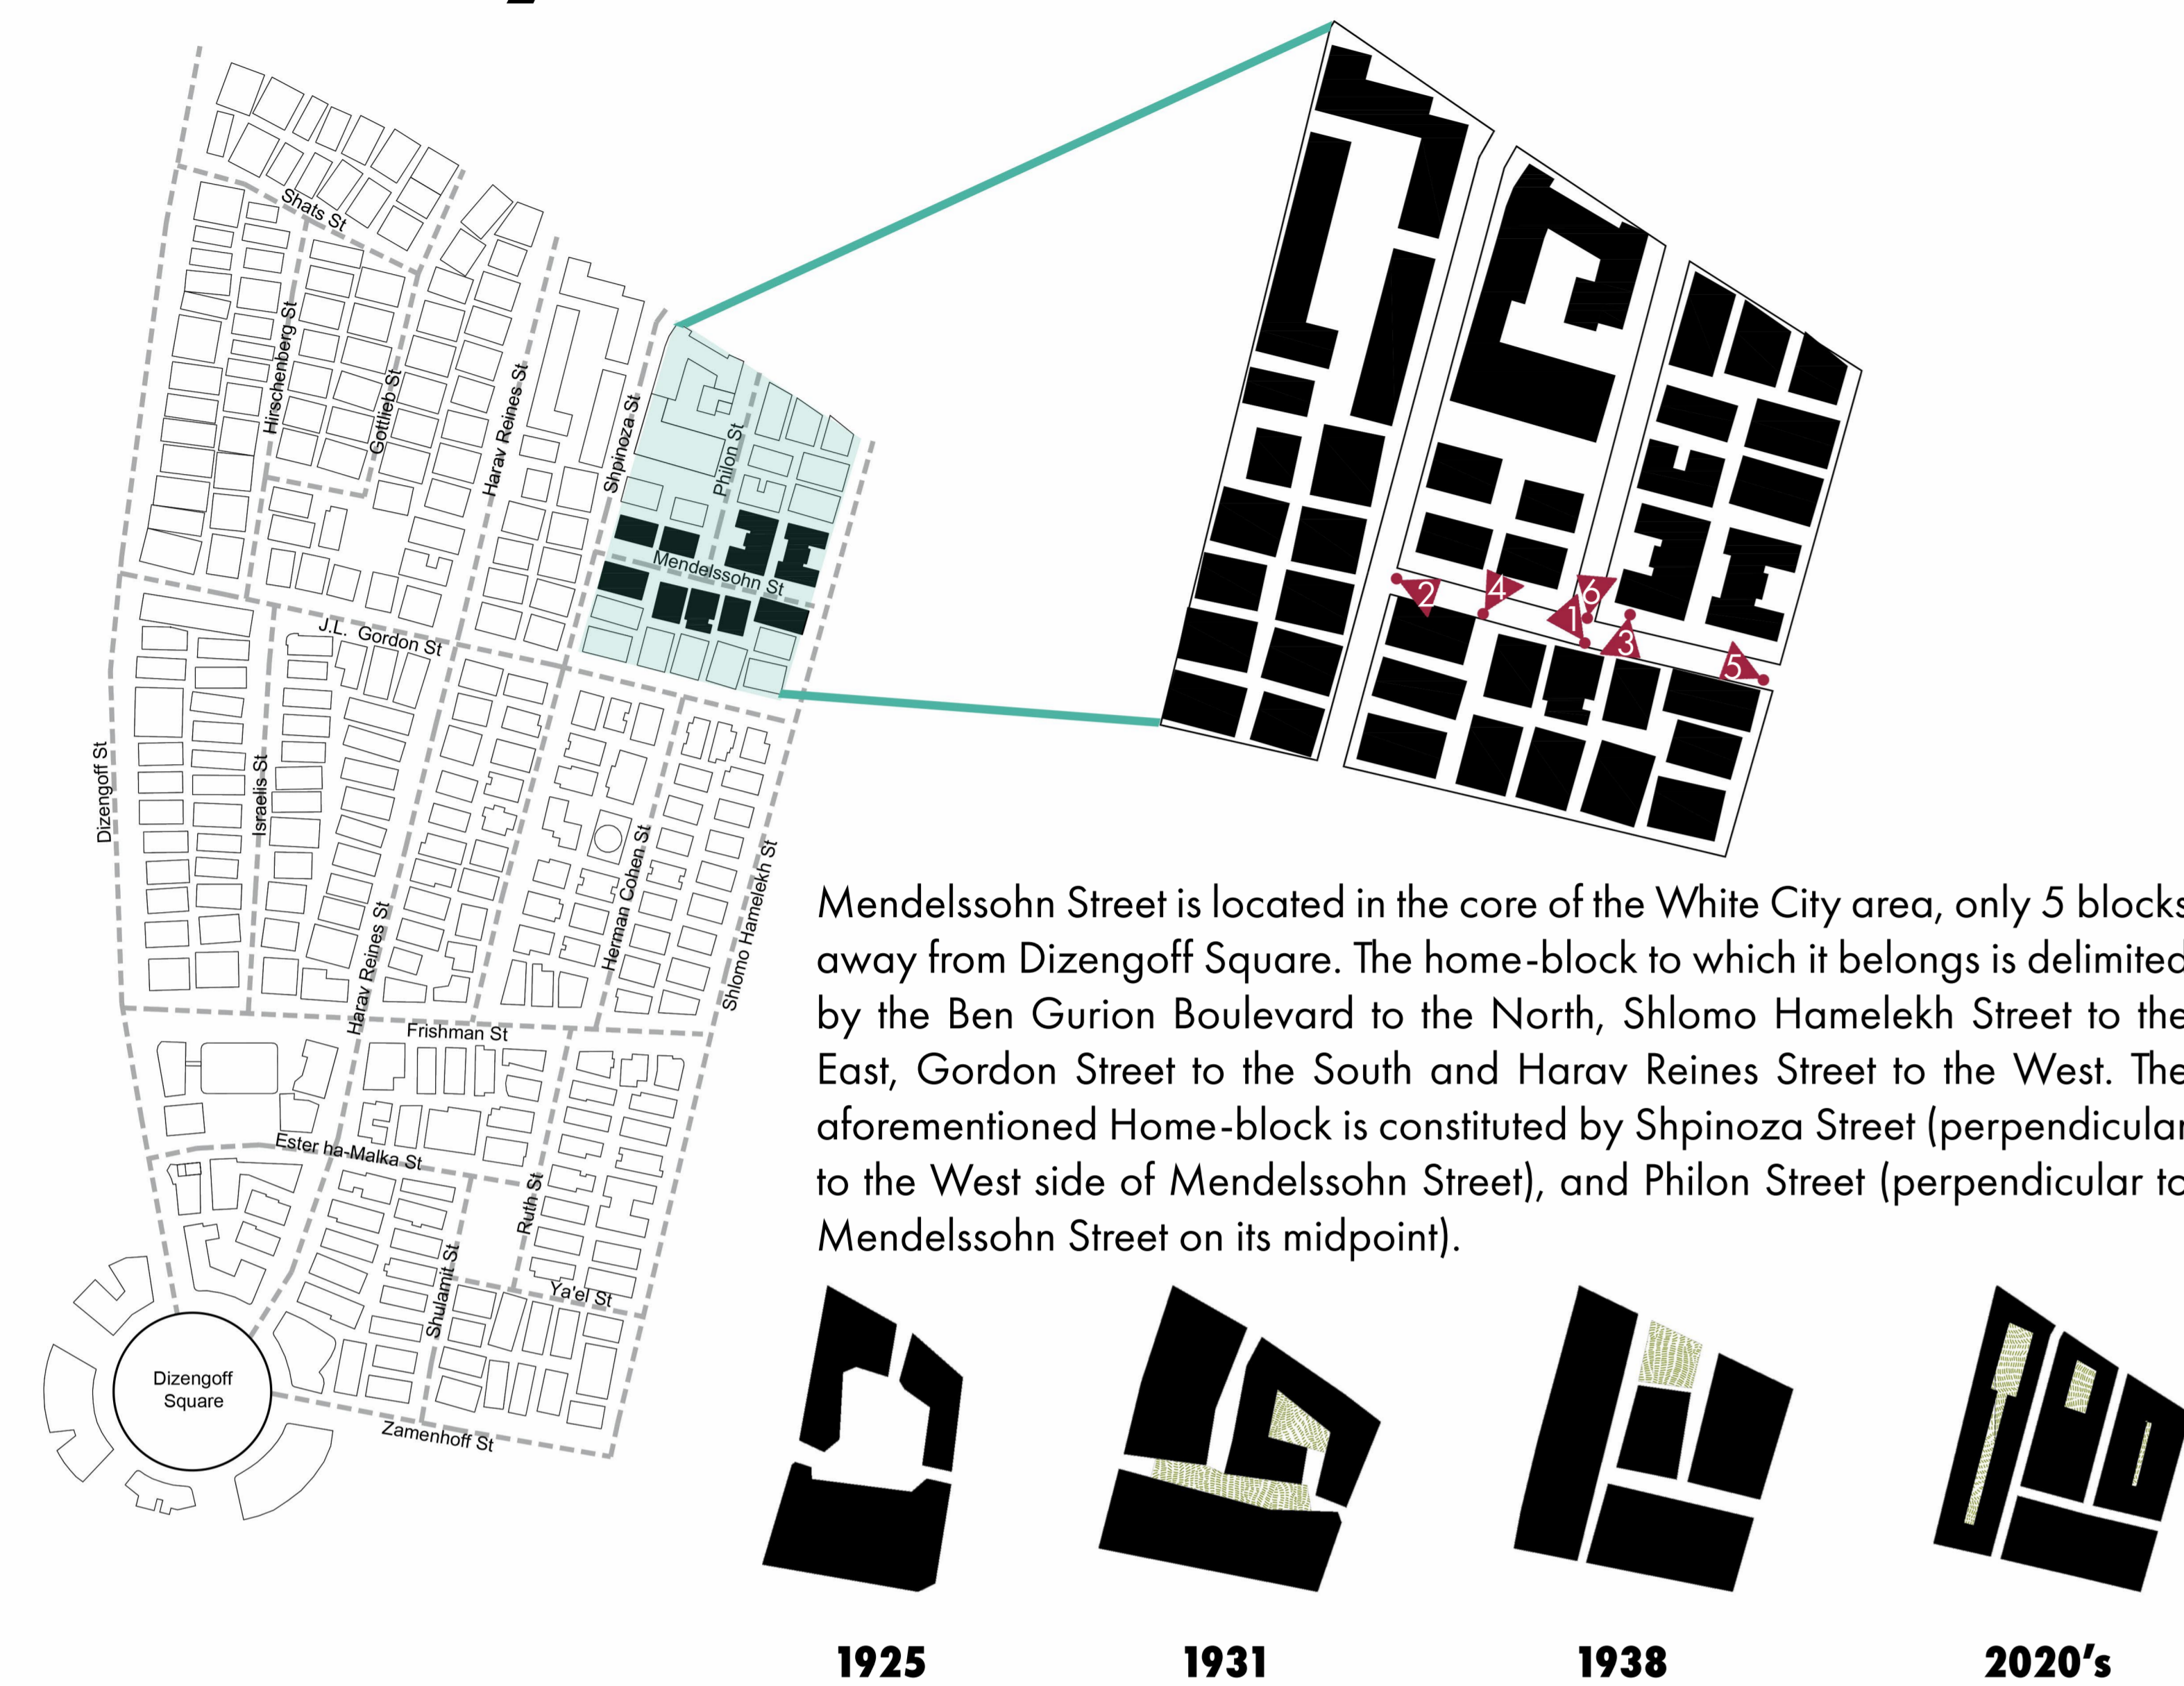 Shats St
Hirschenberg St
Gottlieb St
Harav Reines St
Shpinoza St
Philon St
Mendelssohn St
J.L. Gordon St
Dizengoff St
Israelis St
Harav Reines St
Herman Cohen St
Shlomo Hamelekh St
Frishman St
Ester ha-Malka St
Ruth St
Shulamit St
Ya'el St
Dizengoff
Square
Zamenhoff St
2
4
6
1
3
5
Mendelssohn Street is located in the core of the White City area, only 5 blocks
away from Dizengoff Square. The home-block to which it belongs is delimited
by the Ben Gurion Boulevard to the North, Shlomo Hamelekh Street to the
East, Gordon Street to the South and Harav Reines Street to the West. The
aforementioned Home-block is constituted by Shpinoza Street (perpendicular
to the West side of Mendelssohn Street), and Philon Street (perpendicular to
Mendelssohn Street on its midpoint).
1925
1931
1938
2020's